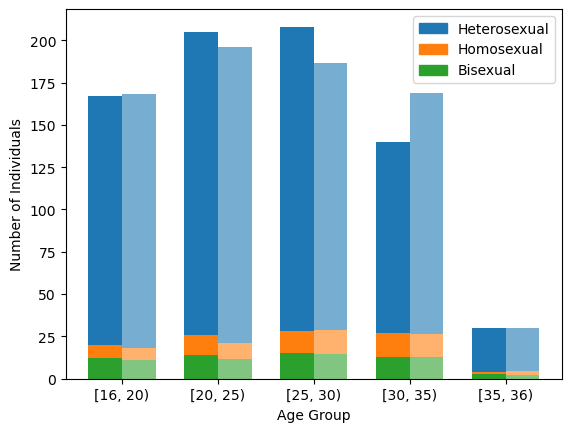 Number of Individuals
200
175
150
125
100
75
50
25
0
Heterosexual
Homosexual
Bisexual
[16, 20) [20, 25) [25, 30) [30, 35) [35, 36)
Age Group